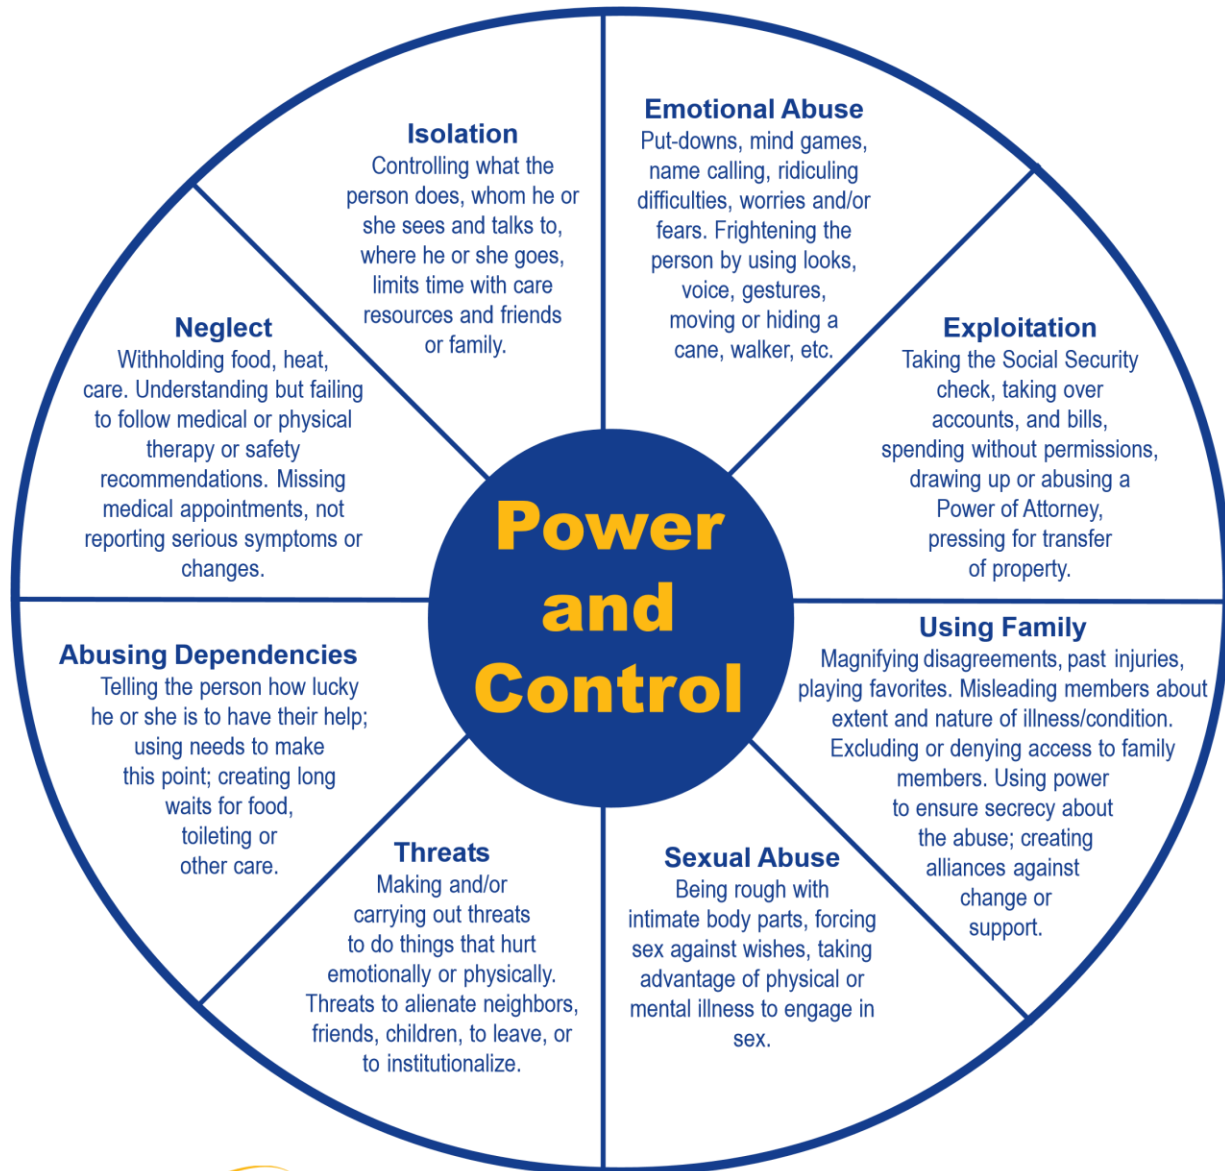 Emotional Abuse
Put-downs, mind games,
name calling, ridiculing
difficulties, worries and/or
fears. Frightening the
person by using looks,
voice, gestures,
moving or hiding a
cane, walker, etc.
Exploitation
Taking the Social Security
check, taking over
accounts, and bills,
spending without permissions,
drawing up or abusing a
Power of Attorney,
pressing for transfer
of property.
Using Family
Magnifying disagreements, past injuries,
playing favorites. Misleading members about
extent and nature of illness/condition.
Excluding or denying access to family
members. Using power
to ensure secrecy about
the abuse; creating
alliances against
change or
support.
Sexual Abuse
Being rough with
intimate body parts, forcing
sex against wishes, taking
advantage of physical or
mental illness to engage in
sex.
Threats
Making and/or
carrying out threats
to do things that hurt
emotionally or physically.
Threats to alienate neighbors,
friends, children, to leave, or
to institutionalize.
Abusing Dependencies
Telling the person how lucky
he or she is to have their help;
using needs to make
this point; creating long
waits for food,
toileting or
other care.
Neglect
Withholding food, heat,
care. Understanding but failing
to follow medical or physical
therapy or safety
recommendations. Missing
medical appointments, not
reporting serious symptoms or
changes.
Isolation
Controlling what the
person does, whom he or
she sees and talks to,
where he or she goes,
limits time with care
resources and friends
or family.
Power
and
Control